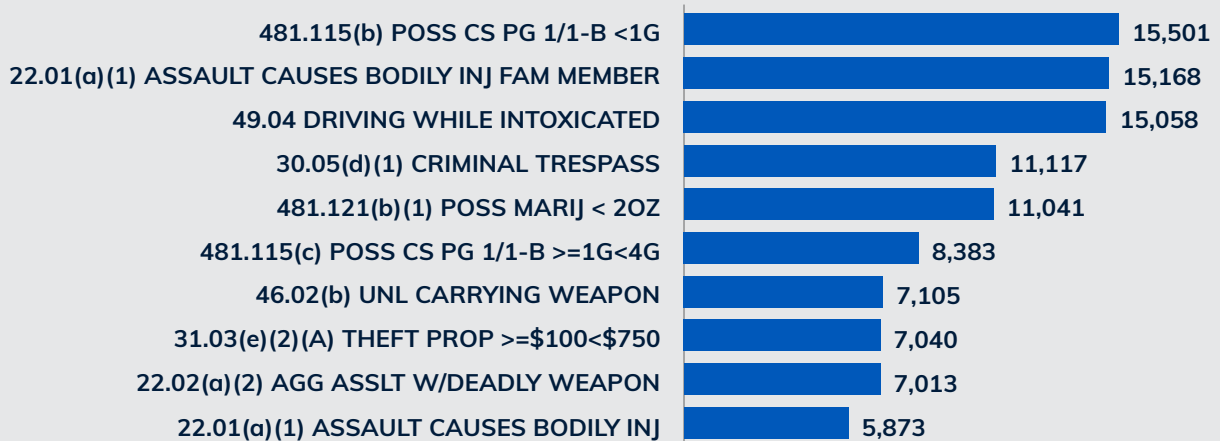 481.115(b) POSS CS PG 1/1-B <1G 15,501
22.01(a)(1) ASSAULT CAUSES BODILY INJ FAM MEMBER 15,168
49.04 DRIVING WHILE INTOXICATED 15,058
30.05(d)(1) CRIMINAL TRESPASS 11,117
481.121(b)(1) POSS MARIJ < 2OZ 11,041
481.115(c) POSS CS PG 1/1-B >=1G<4G 8,383
46.02(b) UNL CARRYING WEAPON 7,105
31.03(e)(2)(A) THEFT PROP >=$100<$750 7,040
22.02(a)(2) AGG ASSLT W/DEADLY WEAPON 7,013
22.01(a)(1) ASSAULT CAUSES BODILY INJ 5,873